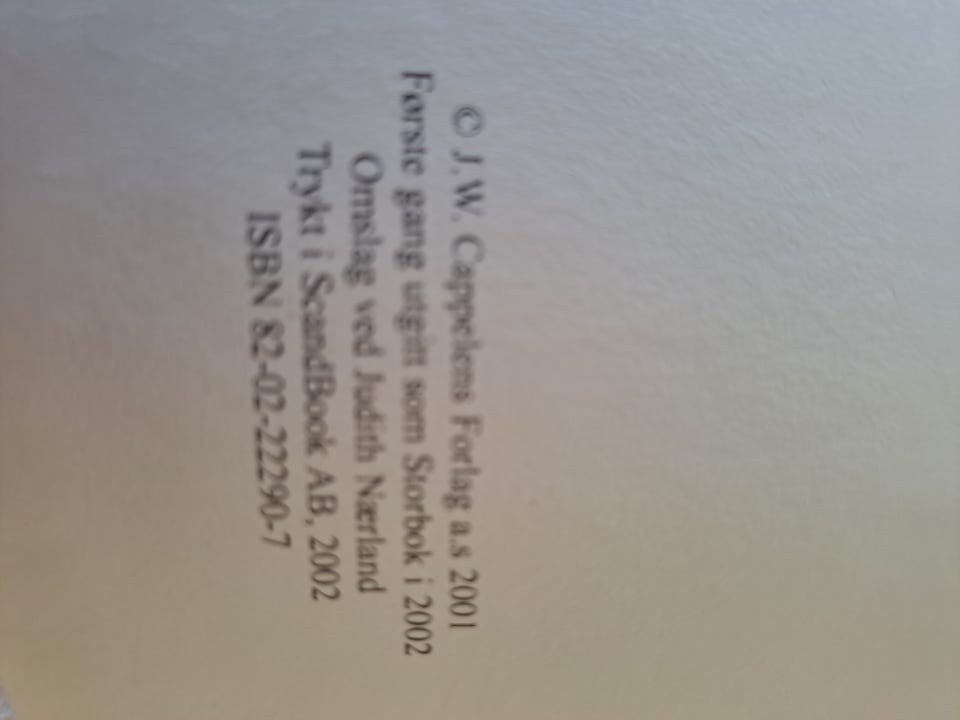 © J.W. Cappelens Forlag a.s 2001
Første gang utgitt som Storbok i 2002
Omslag ved Judith Nærland
Trykt i ScandBook AB, 2002
ISBN 82-02-22290-7